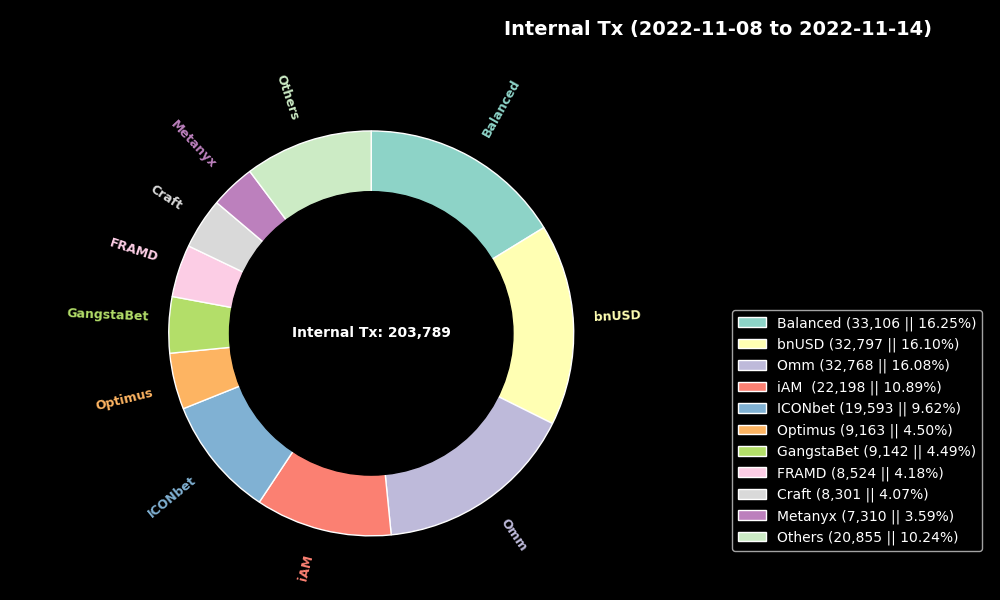 Internal Tx (2022-11-08 to 2022-11-14)
Others
Balanced
Metanyx
Craft
FRAMD
GangstaBet
bnUSD
Internal Tx: 203,789
Optimus
ICONbet
Omm
iAM
Balanced (33,106 || 16.25%)
bnUSD (32,797 || 16.10%)
Omm (32,768 || 16.08%)
iAM  (22,198 || 10.89%)
ICONbet (19,593 || 9.62%)
Optimus (9,163 || 4.50%)
GangstaBet (9,142 || 4.49%)
FRAMD (8,524 || 4.18%)
Craft (8,301 || 4.07%)
Metanyx (7,310 || 3.59%)
Others (20,855 || 10.24%)